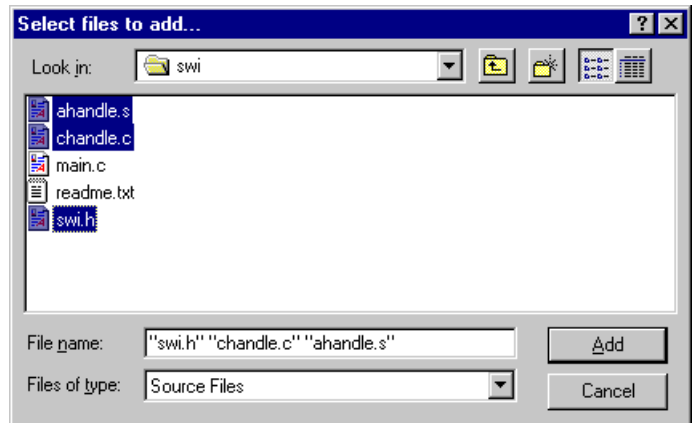 Select files to add...
Look in: swi
ahandle.s
chandle.c
main.c
readme.txt
swi.h
File name: "swi.h" "chandle.c" "ahandle.s" Add
Files of type: Source Files Cancel